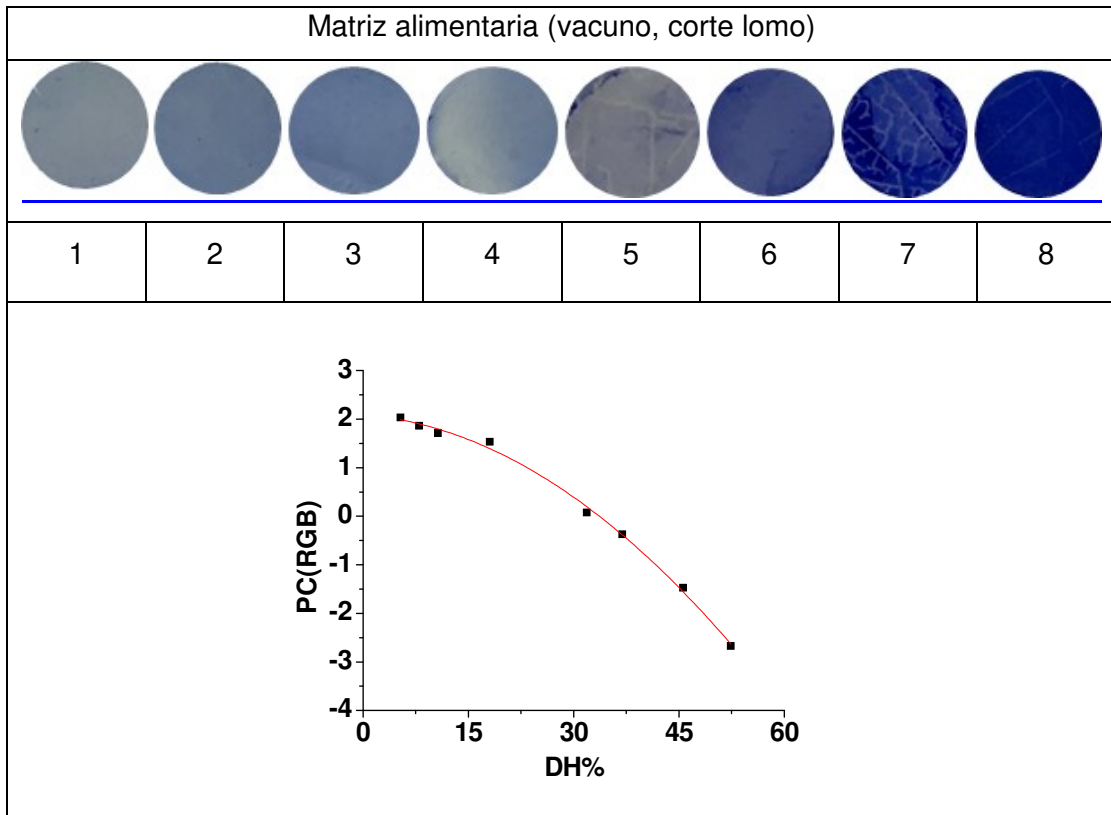 Matriz alimentaria (vacuno, corte lomo)
1 2 3 4 5 6 7 8
3
2
1
0
-1
-2
-3
-4
PC(RGB)
0 15 30 45 60
DH%